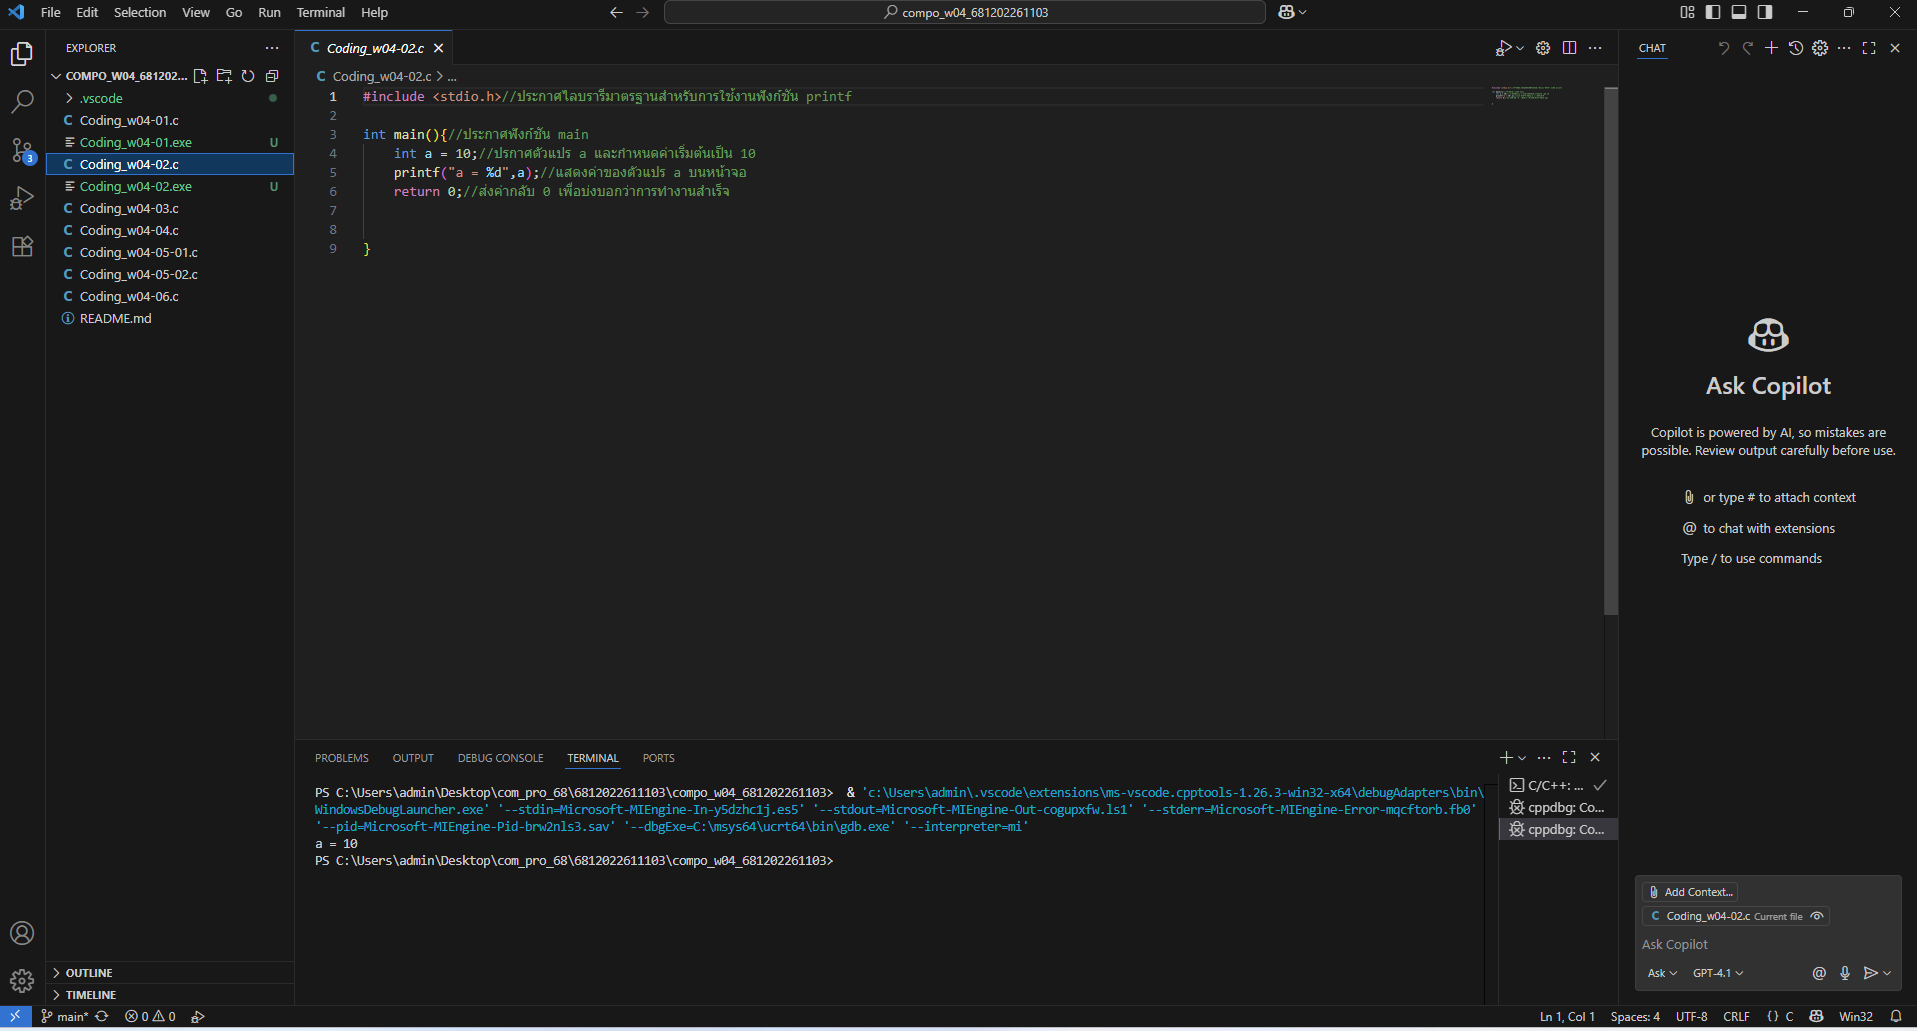 File Edit Selection View Go Run Terminal Help
compo_w04_681202261103
EXPLORER
COMPO_W04_681202...
.vscode
Coding_w04-01.c
Coding_w04-01.exe U
Coding_w04-02.c
Coding_w04-02.exe U
Coding_w04-03.c
Coding_w04-04.c
Coding_w04-05-01.c
Coding_w04-05-02.c
Coding_w04-06.c
README.md
3
OUTLINE
TIMELINE
Coding_w04-02.c
Coding_w04-02.c > ...
1 #include <stdio.h>//ประกาศไลบรารีมาตรฐานสำหรับการใช้งานฟังก์ชัน printf
2
3 int main(){//ประกาศฟังก์ชัน main
4 int a = 10;//ปรกาศตัวแปร a และกำหนดค่าเริ่มต้นเป็น 10
5 printf("a = %d",a);//แสดงค่าของตัวแปร a บนหน้าจอ
6 return 0;//ส่งค่ากลับ 0 เพื่อบ่งบอกว่าการทำงานสำเร็จ
7
8
9 }
PROBLEMS OUTPUT DEBUG CONSOLE TERMINAL PORTS
PS C:\Users\admin\Desktop\com_pro_68\6812022611103\compo_w04_681202261103> & 'c:\Users\admin\.vscode\extensions\ms-vscode.cpptools-1.26.3-win32-x64\debugAdapters\bin\
WindowsDebugLauncher.exe' '--stdin=Microsoft-MIEngine-In-y5dzhc1j.es5' '--stdout=Microsoft-MIEngine-Out-cogupxfw.ls1' '--stderr=Microsoft-MIEngine-Error-mqcftorb.fb0'
'--pid=Microsoft-MIEngine-Pid-brw2nls3.sav' '--dbgExe=C:\msys64\ucrt64\bin\gdb.exe' '--interpreter=mi'
a = 10
PS C:\Users\admin\Desktop\com_pro_68\6812022611103\compo_w04_681202261103>
C/C++: ...
cppdbg: Co...
cppdbg: Co...
CHAT
Ask Copilot
Copilot is powered by AI, so mistakes are
possible. Review output carefully before use.
or type # to attach context
@ to chat with extensions
Type / to use commands
Add Context...
Coding_w04-02.c Current file
Ask Copilot
Ask GPT-4.1
main* 0 0
Ln 1, Col 1 Spaces: 4 UTF-8 CRLF {} C Win32